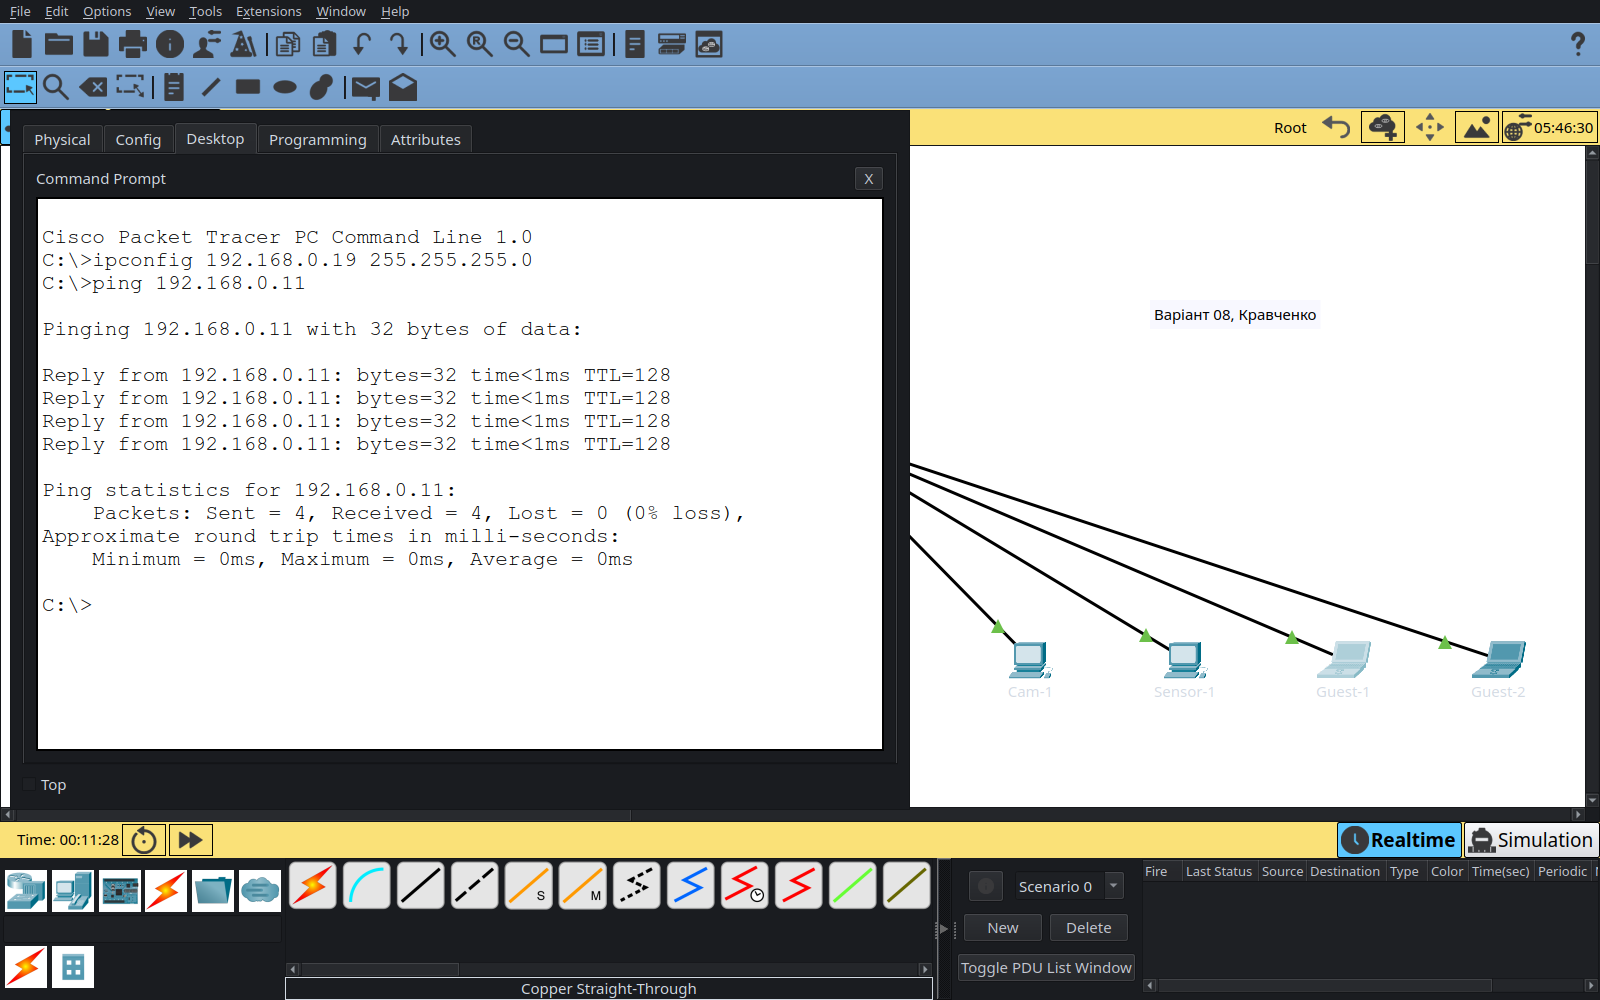 File Edit Options View Tools Extensions Window Help
Root
05:46:30
Physical Config Desktop Programming Attributes
Command Prompt
X
Cisco Packet Tracer PC Command Line 1.0
C:\>ipconfig 192.168.0.19 255.255.255.0
C:\>ping 192.168.0.11
Pinging 192.168.0.11 with 32 bytes of data:
Reply from 192.168.0.11: bytes=32 time<1ms TTL=128
Reply from 192.168.0.11: bytes=32 time<1ms TTL=128
Reply from 192.168.0.11: bytes=32 time<1ms TTL=128
Reply from 192.168.0.11: bytes=32 time<1ms TTL=128
Ping statistics for 192.168.0.11:
Packets: Sent = 4, Received = 4, Lost = 0 (0% loss),
Approximate round trip times in milli-seconds:
Minimum = 0ms, Maximum = 0ms, Average = 0ms
C:\>
Top
Варіант 08, Кравченко
Cam-1
Sensor-1
Guest-1
Guest-2
Time: 00:11:28
Realtime
Simulation
S
M
Copper Straight-Through
Scenario 0
New
Delete
Toggle PDU List Window
Fire Last Status Source Destination Type Color Time(sec) Periodic